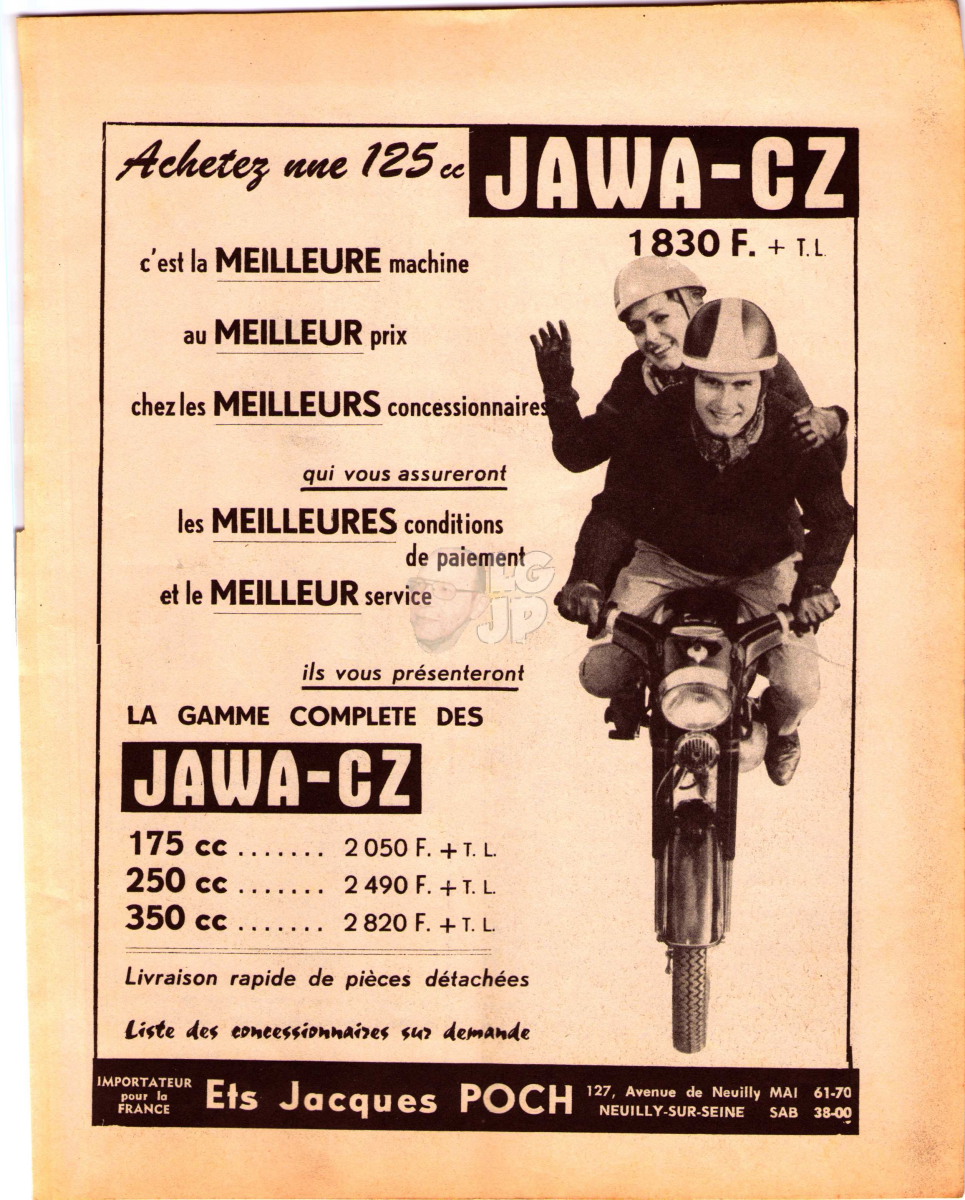 Achetez nne 125 cc JAWA-CZ
1830 F. + T. L.
c'est la MEILLEURE machine
au MEILLEUR prix
chez les MEILLEURS concessionnaires
qui vous assureront
les MEILLEURES conditions
de paiement
et le MEILLEUR service
LG
JP
ils vous présenteront
LA GAMME COMPLETE DES
JAWA-CZ
175 cc ....... 2 050 F. + T. L.
250 cc ....... 2 490 F. + T. L.
350 cc ....... 2 820 F. + T. L.
Livraison rapide de pièces détachées
Liste des concessionnaires sur demande
IMPORTATEUR
pour la
FRANCE
Ets Jacques POCH
127, Avenue de Neuilly MAI 61-70
NEUILLY-SUR-SEINE SAB 38-00